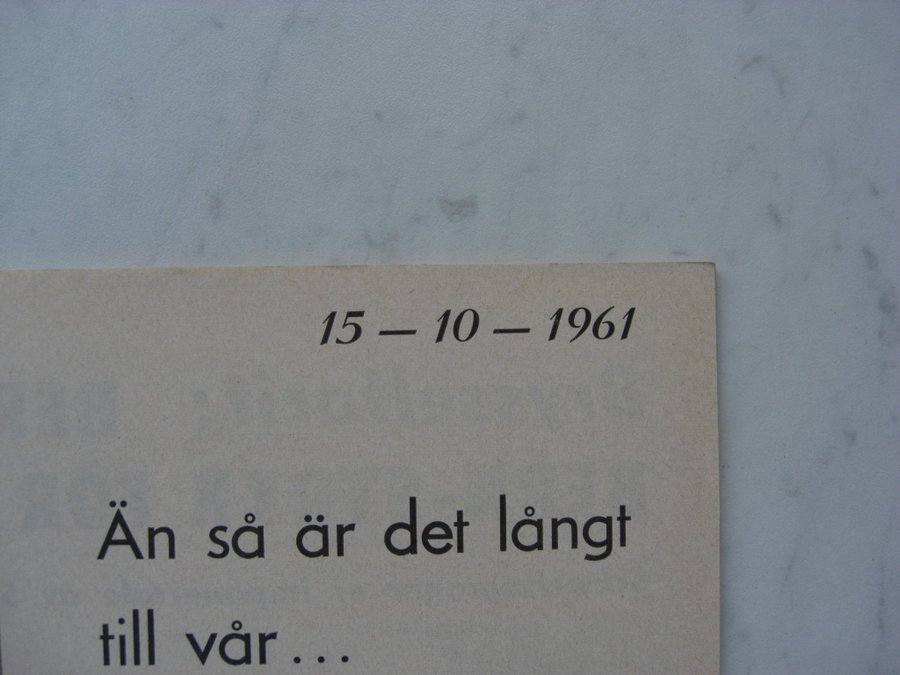 15 — 10 — 1961
Än så är det långt
till vår...